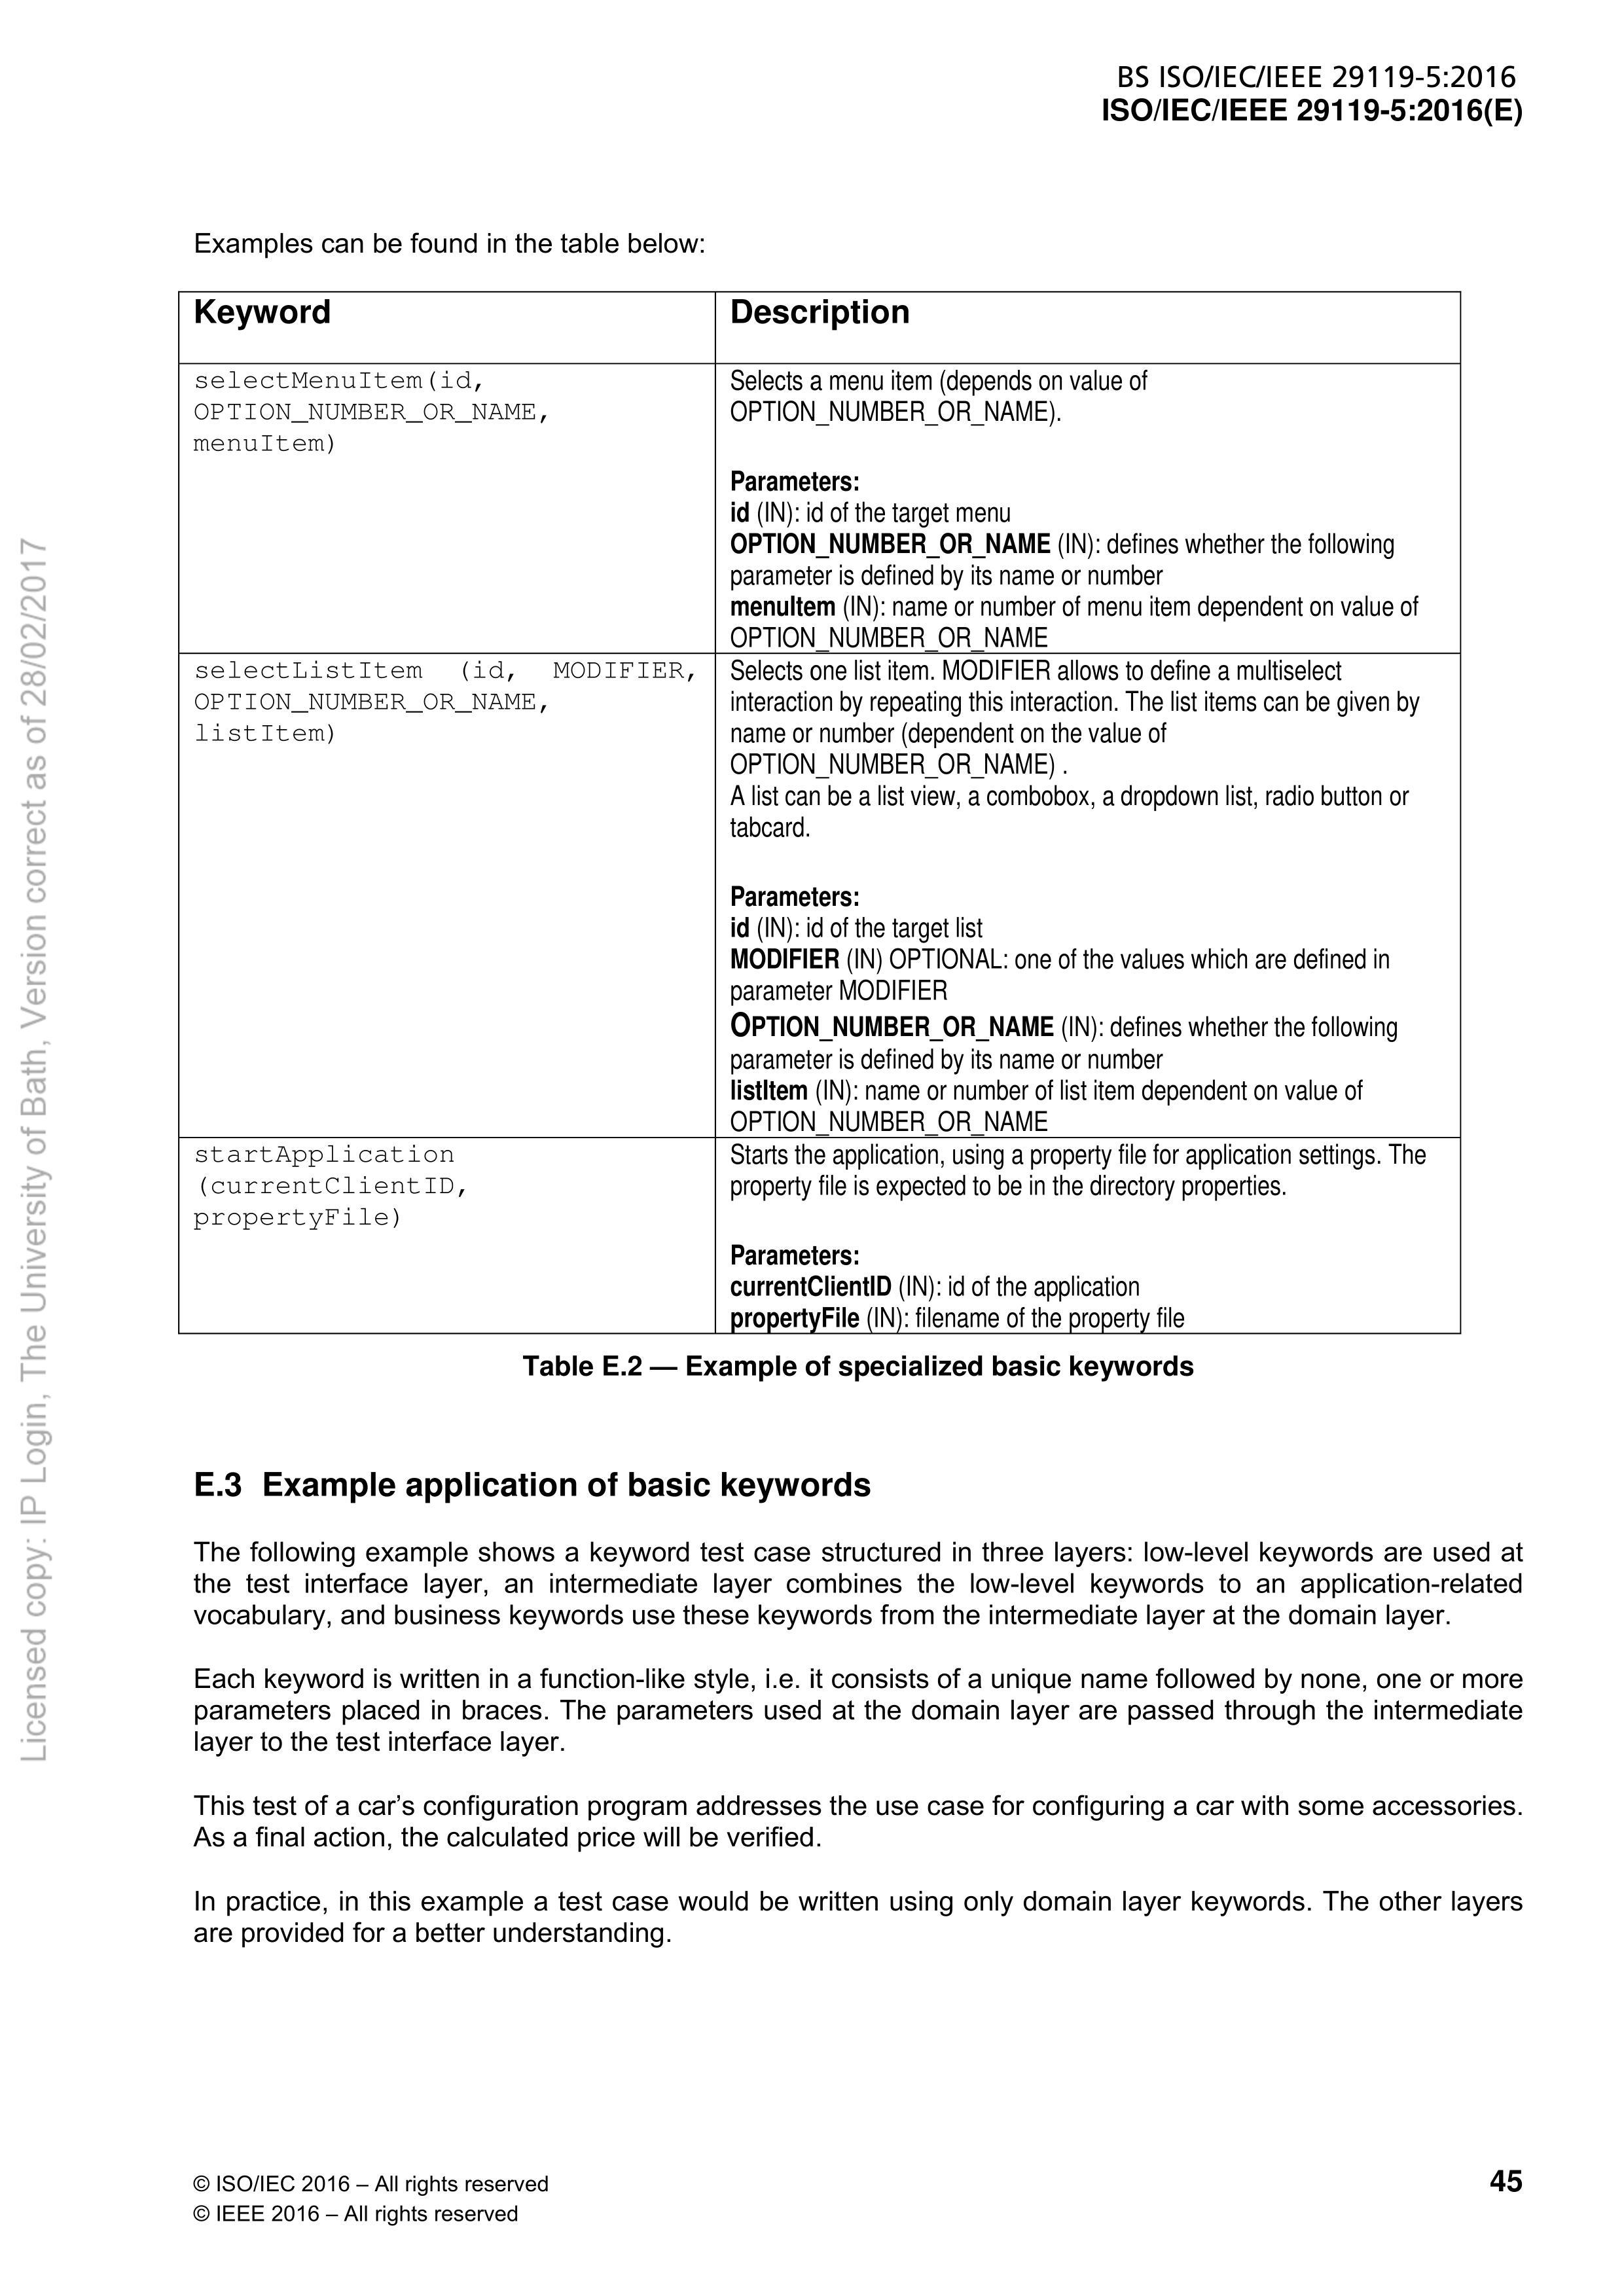 BS ISO/IEC/IEEE 29119-5:2016
ISO/IEC/IEEE 29119-5:2016(E)
Examples can be found in the table below:
Keyword
Description
selectMenuItem(id,
OPTION_NUMBER_OR_NAME,
menuItem)
Selects a menu item (depends on value of
OPTION_NUMBER_OR_NAME).
Parameters:
id (IN): id of the target menu
OPTION_NUMBER_OR_NAME (IN): defines whether the following
parameter is defined by its name or number
menuItem (IN): name or number of menu item dependent on value of
OPTION_NUMBER_OR_NAME
selectListItem (id, MODIFIER,
OPTION_NUMBER_OR_NAME,
listItem)
Selects one list item. MODIFIER allows to define a multiselect
interaction by repeating this interaction. The list items can be given by
name or number (dependent on the value of
OPTION_NUMBER_OR_NAME) .
A list can be a list view, a combobox, a dropdown list, radio button or
tabcard.
Parameters:
id (IN): id of the target list
MODIFIER (IN) OPTIONAL: one of the values which are defined in
parameter MODIFIER
OPTION_NUMBER_OR_NAME (IN): defines whether the following
parameter is defined by its name or number
listItem (IN): name or number of list item dependent on value of
OPTION_NUMBER_OR_NAME
startApplication
(currentClientID,
propertyFile)
Starts the application, using a property file for application settings. The
property file is expected to be in the directory properties.
Parameters:
currentClientID (IN): id of the application
propertyFile (IN): filename of the property file
Table E.2 — Example of specialized basic keywords
E.3 Example application of basic keywords
The following example shows a keyword test case structured in three layers: low-level keywords are used at
the test interface layer, an intermediate layer combines the low-level keywords to an application-related
vocabulary, and business keywords use these keywords from the intermediate layer at the domain layer.
Each keyword is written in a function-like style, i.e. it consists of a unique name followed by none, one or more
parameters placed in braces. The parameters used at the domain layer are passed through the intermediate
layer to the test interface layer.
This test of a car’s configuration program addresses the use case for configuring a car with some accessories.
As a final action, the calculated price will be verified.
In practice, in this example a test case would be written using only domain layer keywords. The other layers
are provided for a better understanding.
© ISO/IEC 2016 – All rights reserved
© IEEE 2016 – All rights reserved
45
Licensed copy: IP Login, The University of Bath, Version correct as of 28/02/2017